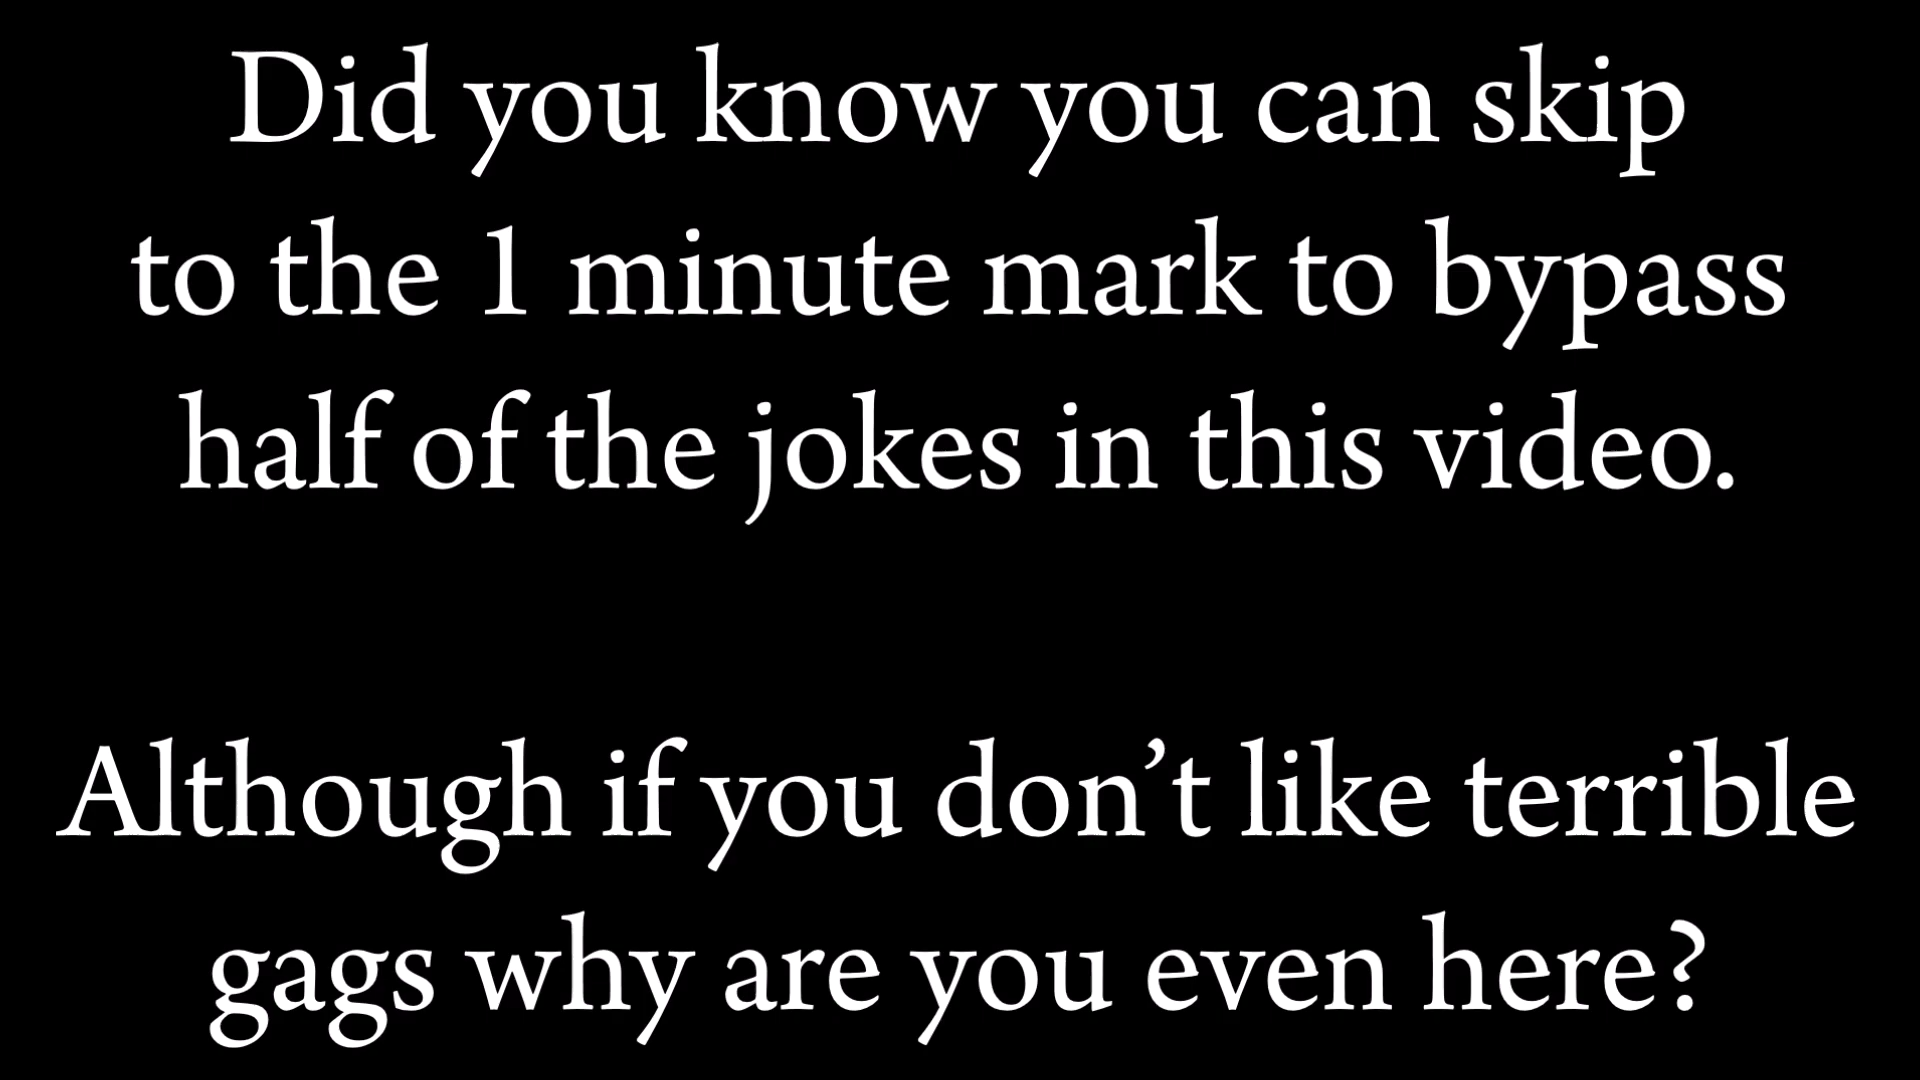 Did you know you can skip
to the 1 minute mark to bypass
half of the jokes in this video.
Although if you don’t like terrible
gags why are you even here?